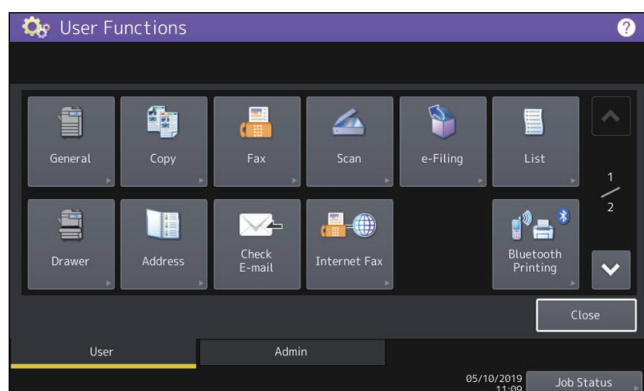 User Functions
?
General
Copy
Fax
Scan
e-Filing
List
1
2
Drawer
Address
Check
E-mail
Internet Fax
Bluetooth
Printing
Close
User
Admin
05/10/2019
11:09
Job Status